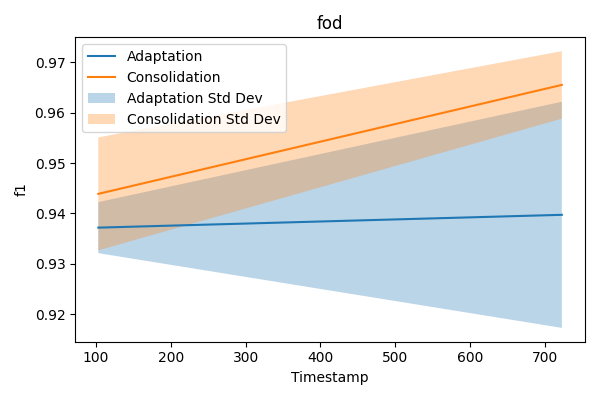 fod
Adaptation
Consolidation
Adaptation Std Dev
Consolidation Std Dev
f1
0.97
0.96
0.95
0.94
0.93
0.92
100 200 300 400 500 600 700
Timestamp